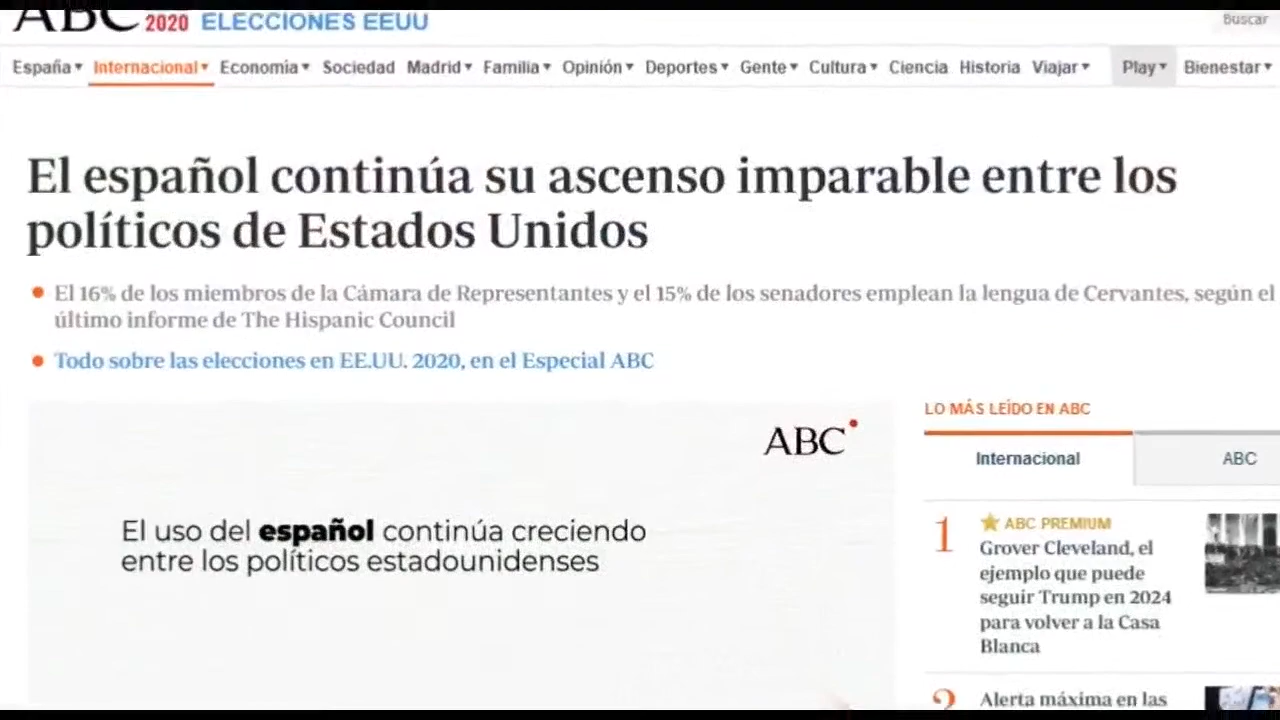 ABC 2020 ELECCIONES EEUU
Buscar
España Internacional Economía Sociedad Madrid Familia Opinión Deportes Gente Cultura Ciencia Historia Viajar Play Bienestar
El español continúa su ascenso imparable entre los
políticos de Estados Unidos
El 16% de los miembros de la Cámara de Representantes y el 15% de los senadores emplean la lengua de Cervantes, según el
último informe de The Hispanic Council
Todo sobre las elecciones en EE.UU. 2020, en el Especial ABC
ABC
El uso del español continúa creciendo
entre los políticos estadounidenses
LO MÁS LEÍDO EN ABC
Internacional ABC
1 ABC PREMIUM
Grover Cleveland, el
ejemplo que puede
seguir Trump en 2024
para volver a la Casa
Blanca
2 Alerta máxima en las